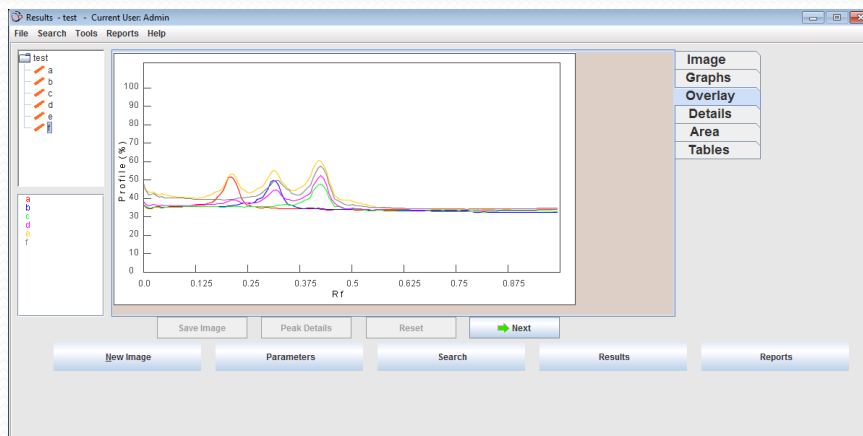 Results - test - Current User: Admin
File Search Tools Reports Help
test
a
b
c
d
e
f
a
b
c
d
e
f
Profile (%)
100
90
80
70
60
50
40
30
20
10
0
0.0 0.125 0.25 0.375 0.5 0.625 0.75 0.875
Rf
Image
Graphs
Overlay
Details
Area
Tables
Save Image Peak Details Reset Next
New Image Parameters Search Results Reports